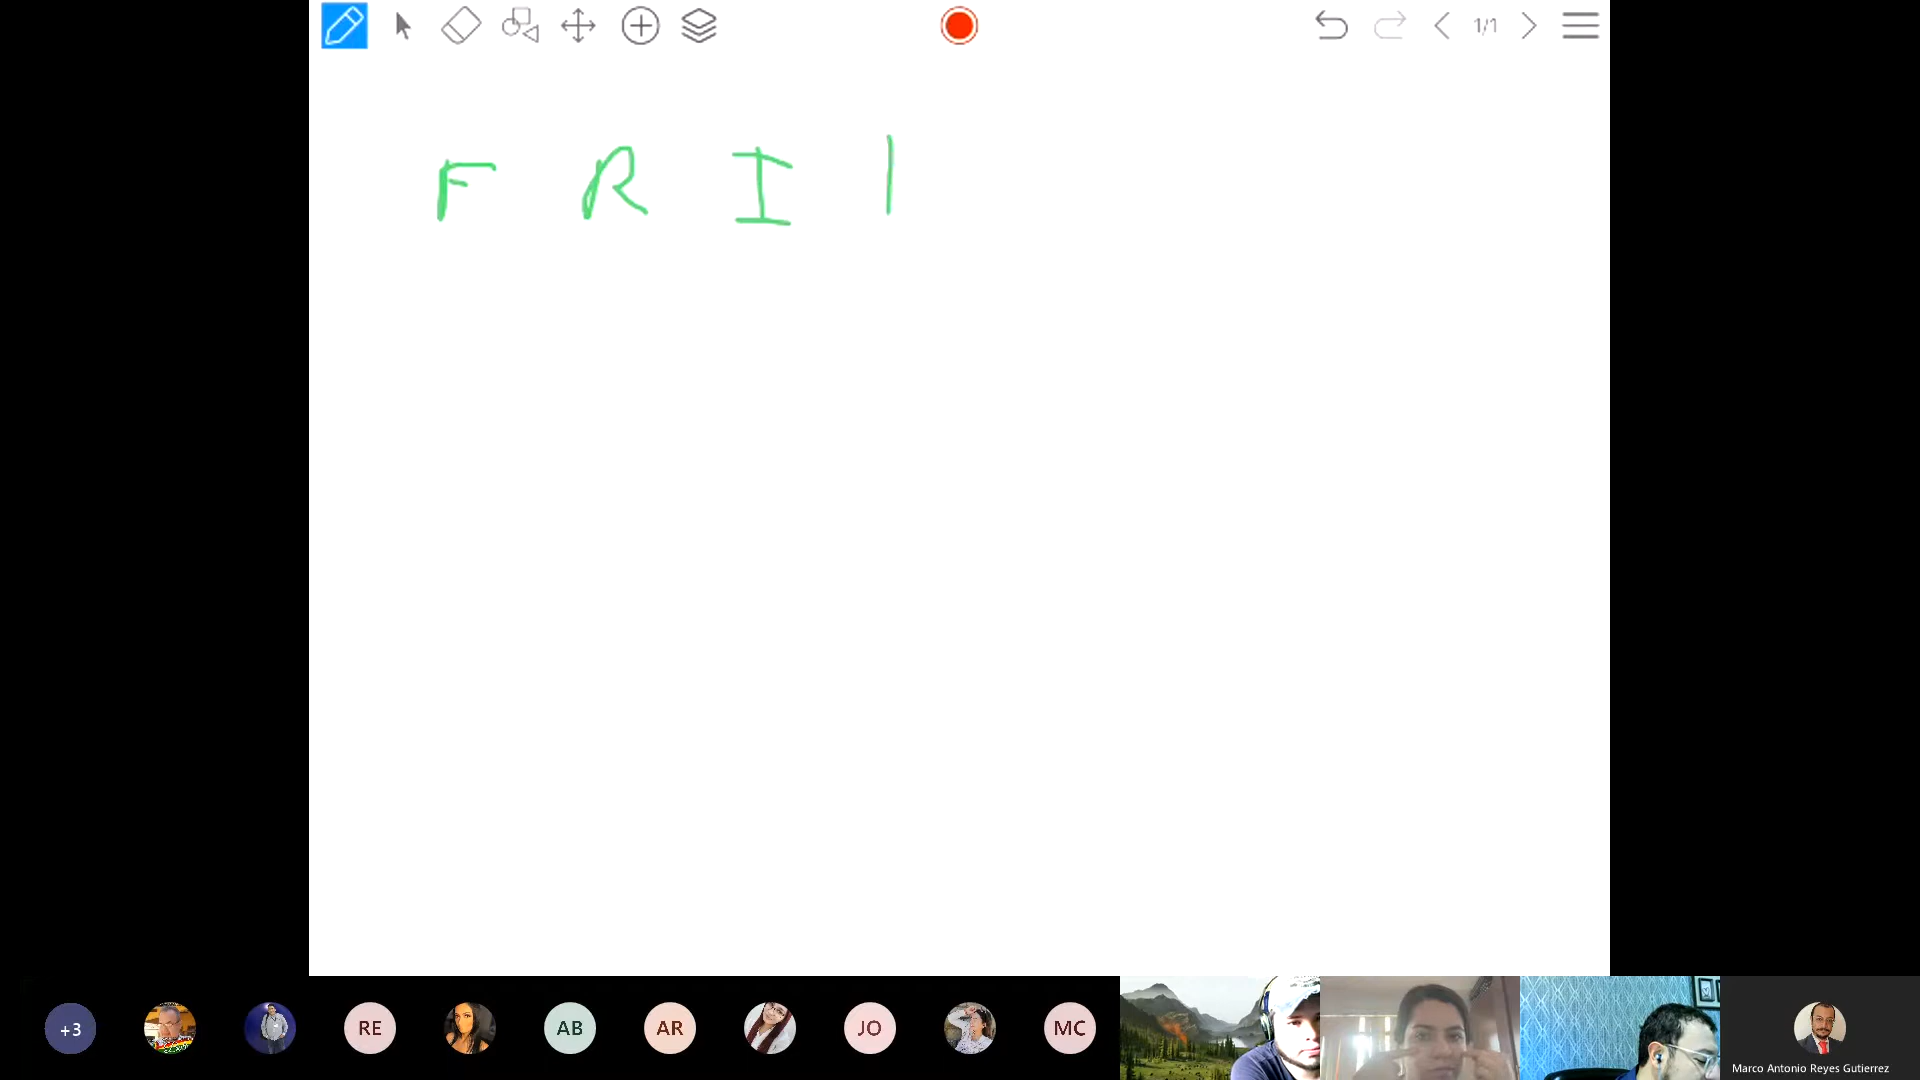 1/1
F R I |
+3 RE AB AR JO MC
Marco Antonio Reyes Gutierrez